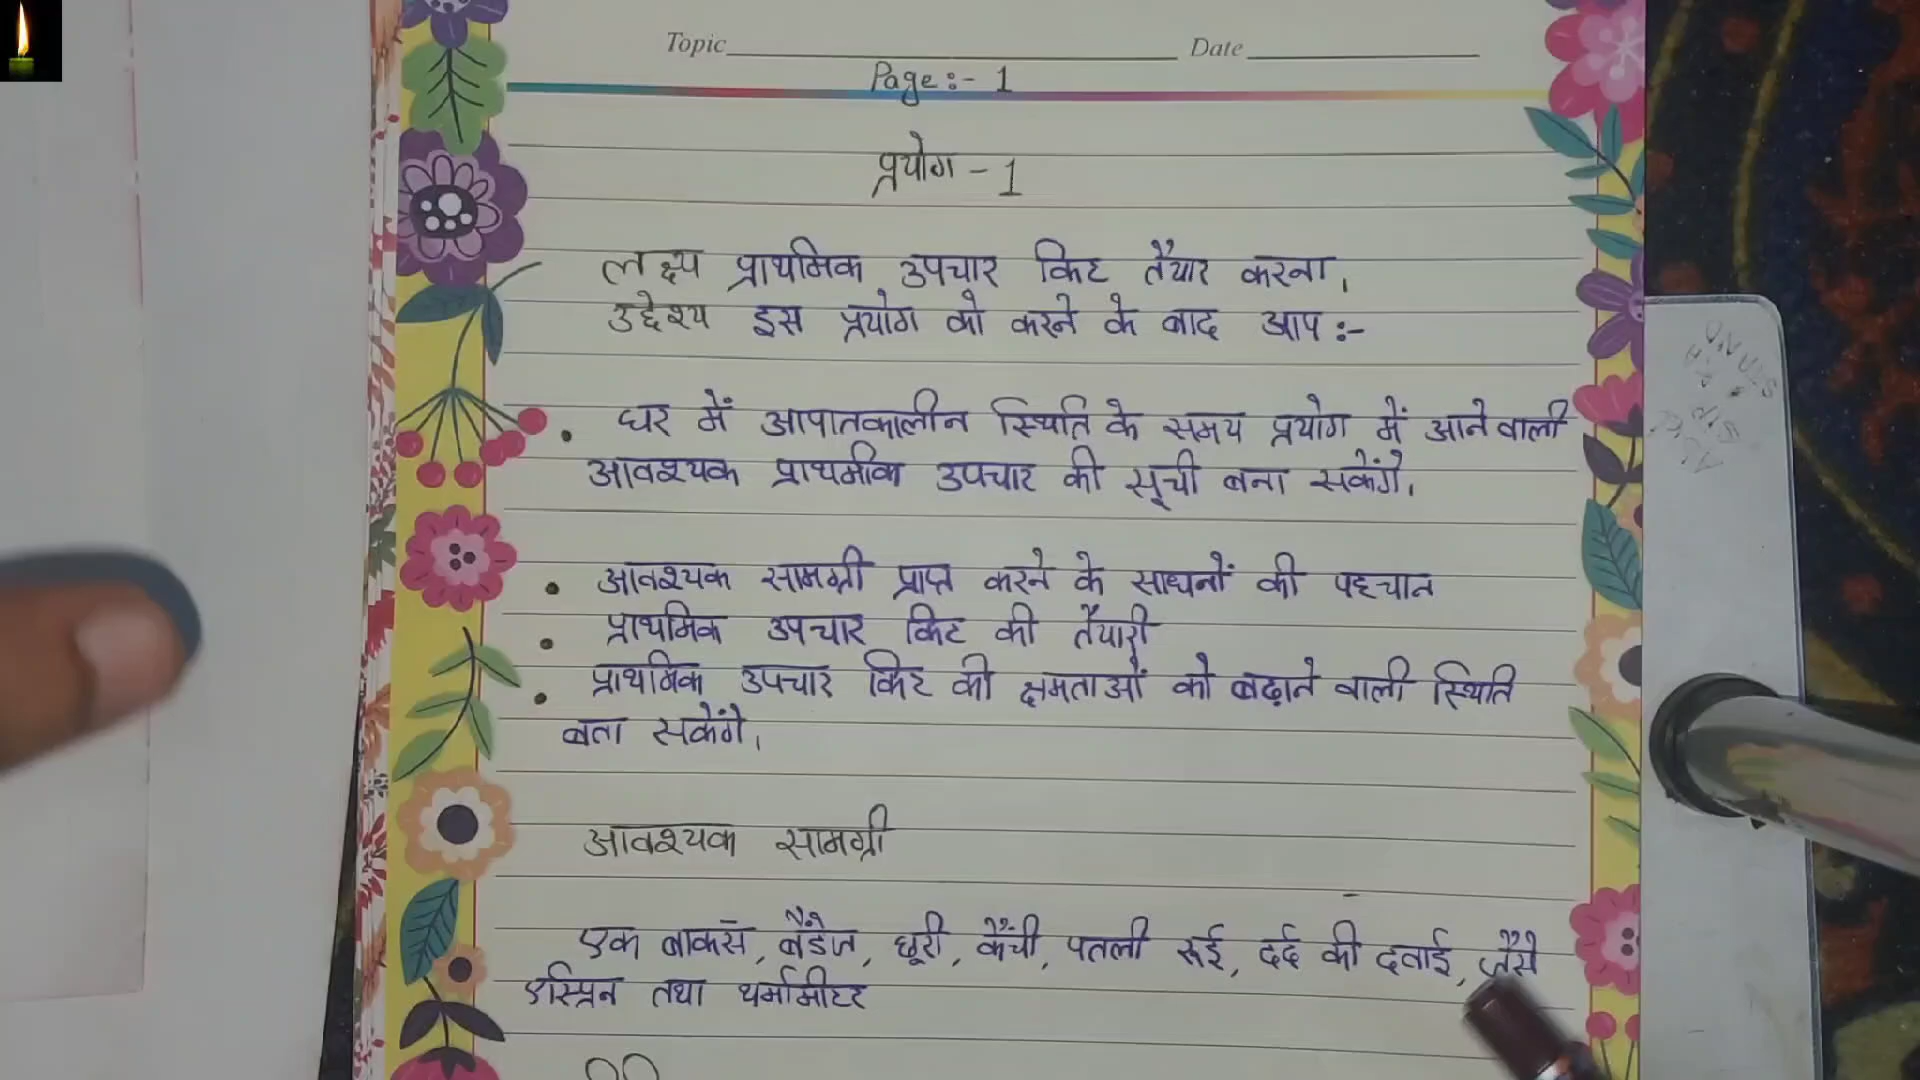 Topic Date
Page:- 1
प्रयोग - 1
लक्ष्य प्राथमिक उपचार किट तैयार करना।
उद्देश्य इस प्रयोग को करने के बाद आप :-
• घर में आपातकालीन स्थिति के समय प्रयोग में आने वाली
आवश्यक प्राथमीक उपचार की सूची बना सकेंगे।
• आवश्यक सामग्री प्राप्त करने के साधनों की पहचान
• प्राथमिक उपचार किट की तैयारी
• प्राथमिक उपचार किट की क्षमताओं को बढ़ाने वाली स्थिति
बता सकेंगे।
आवश्यक सामग्री
एक बाकस, बैंडेज, छूरी, कैंची, पतली रूई, दर्द की दवाई, जैसे
एस्प्रिन तथा थर्मामीटर